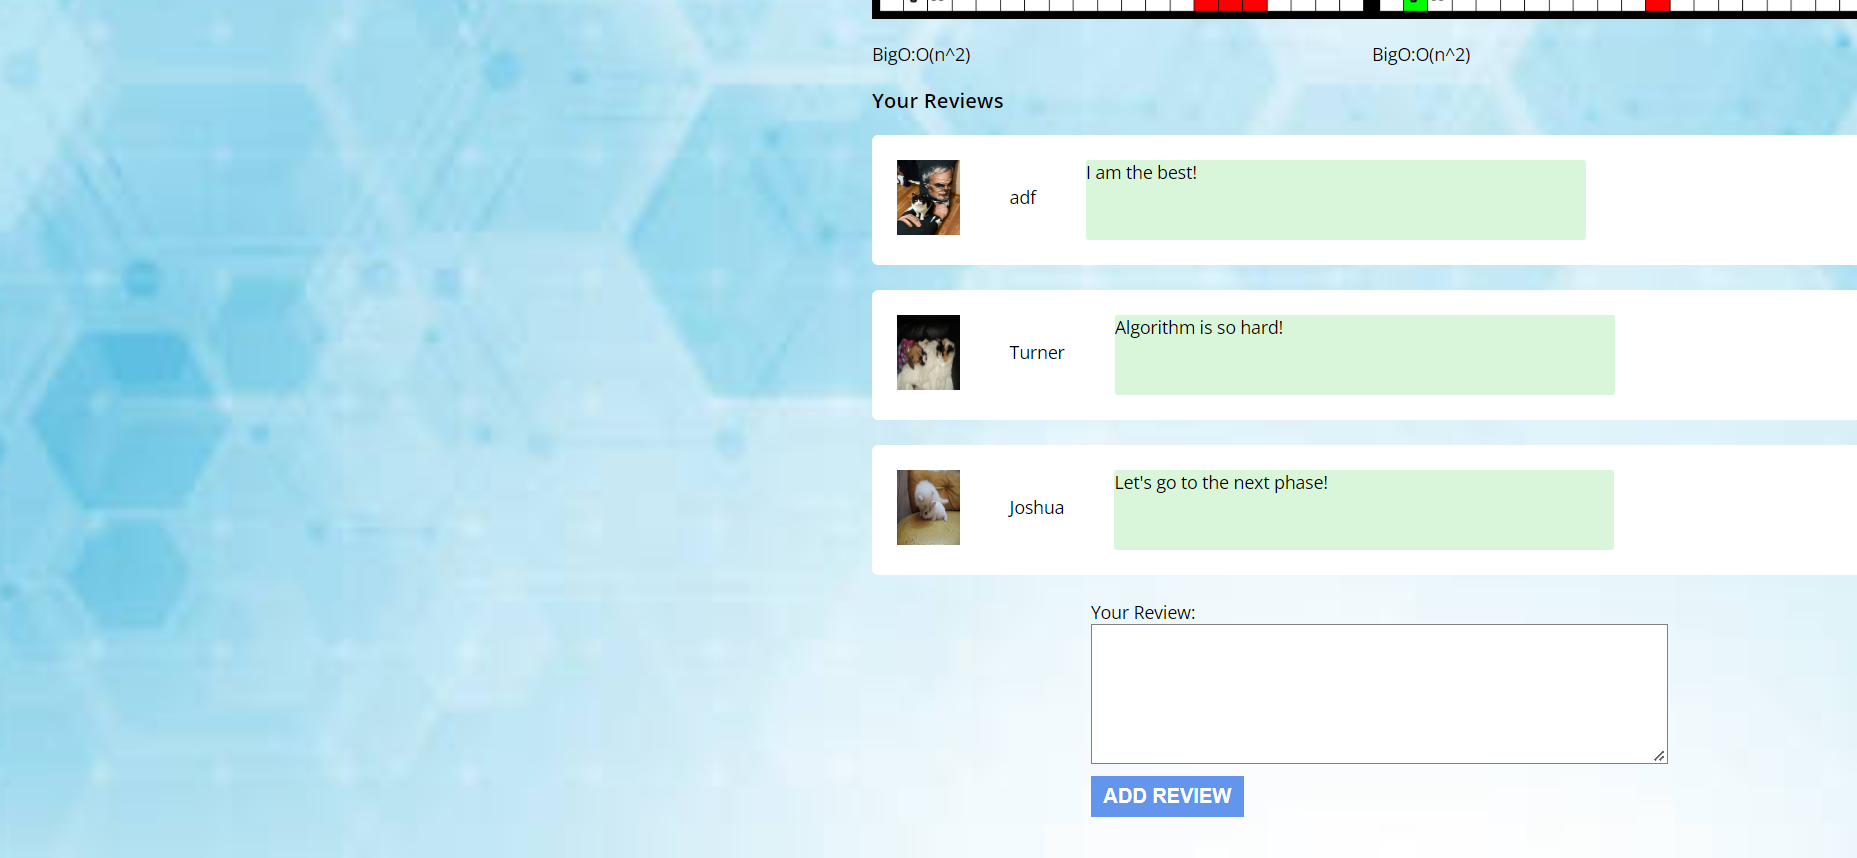 BigO:O(n^2) BigO:O(n^2)
Your Reviews
adf
I am the best!
Turner
Algorithm is so hard!
Joshua
Let's go to the next phase!
Your Review:
ADD REVIEW